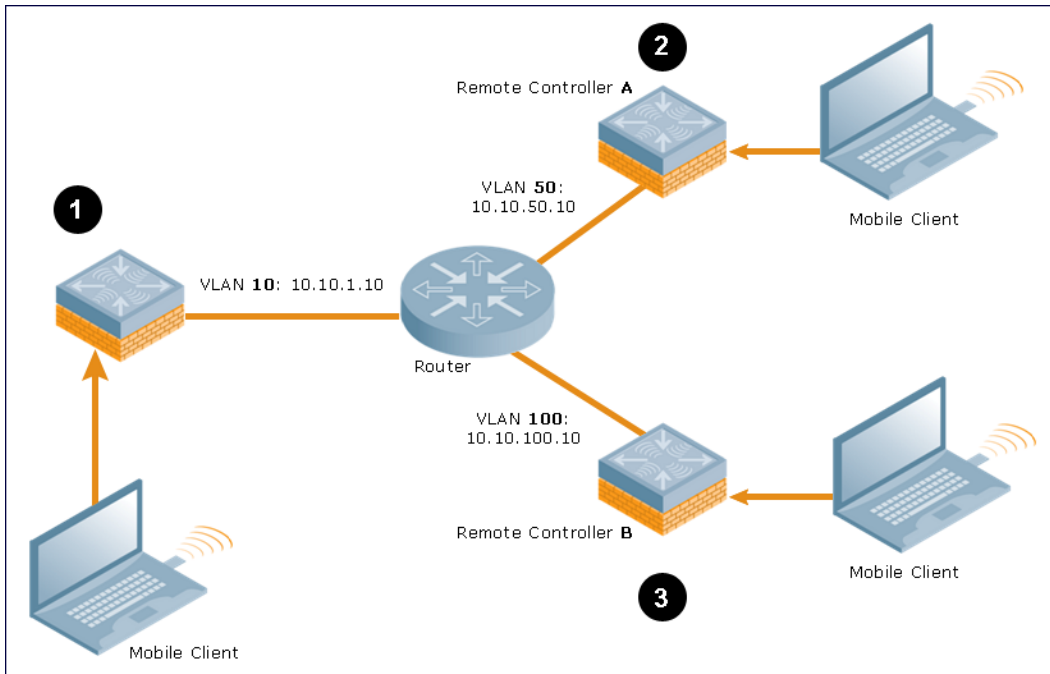 2
Remote Controller A
VLAN 50:
10.10.50.10
Mobile Client
1
VLAN 10: 10.10.1.10
Router
VLAN 100:
10.10.100.10
Remote Controller B
Mobile Client
3
Mobile Client